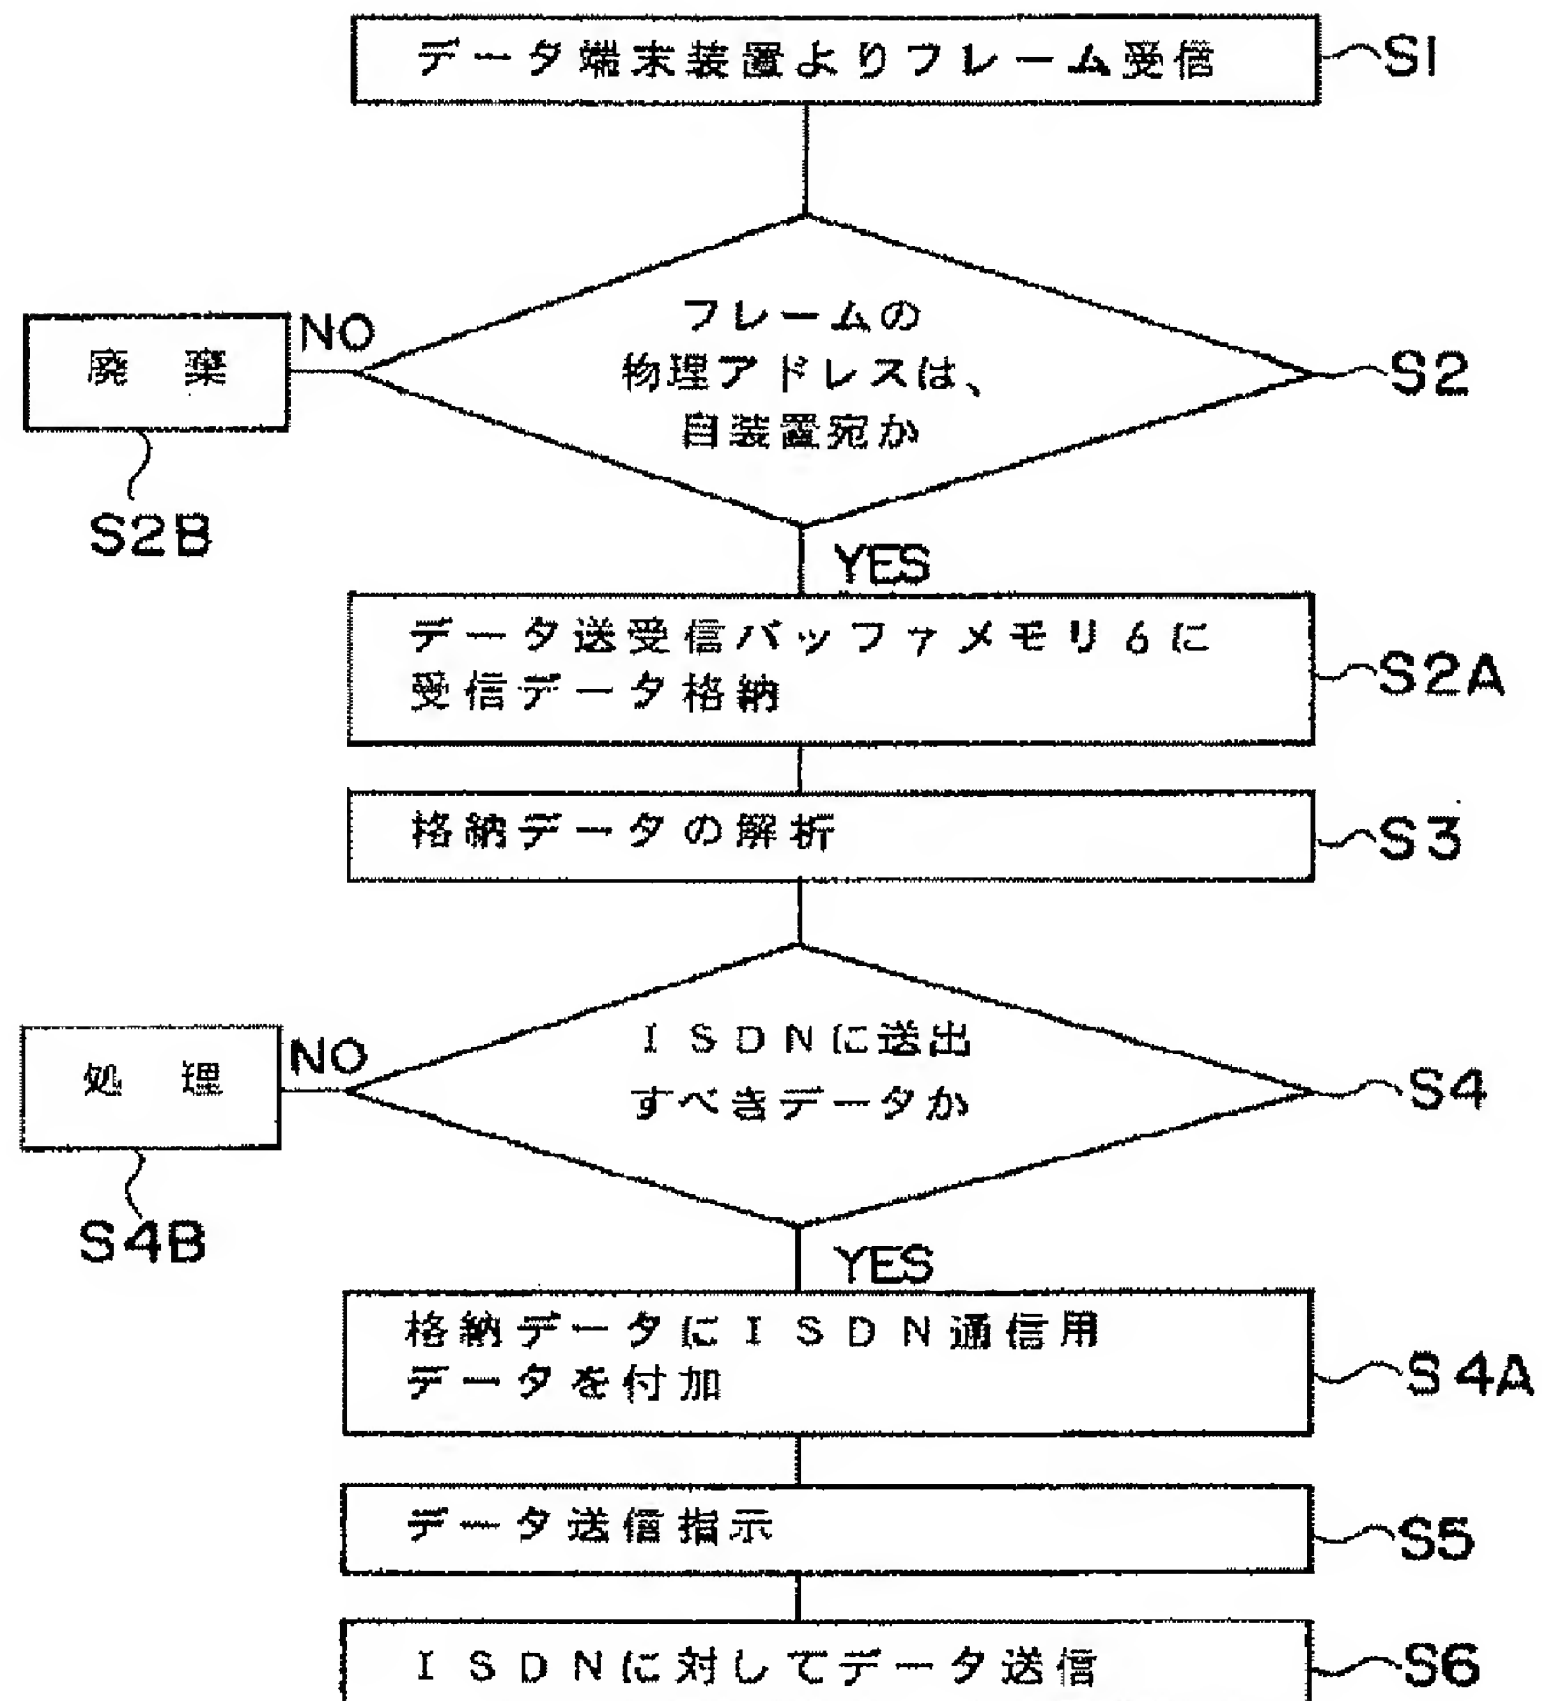 データ端末装置よりフレーム受信
S1
フレームの
物理アドレスは、
自装置宛か
S2
NO
廃棄
S2B
YES
データ送受信バッファメモリ6に
受信データ格納
S2A
格納データの解析
S3
ISDNに送出
すべきデータか
S4
NO
処理
S4B
YES
格納データにISDN通信用
データを付加
S4A
データ送信指示
S5
ISDNに対してデータ送信
S6